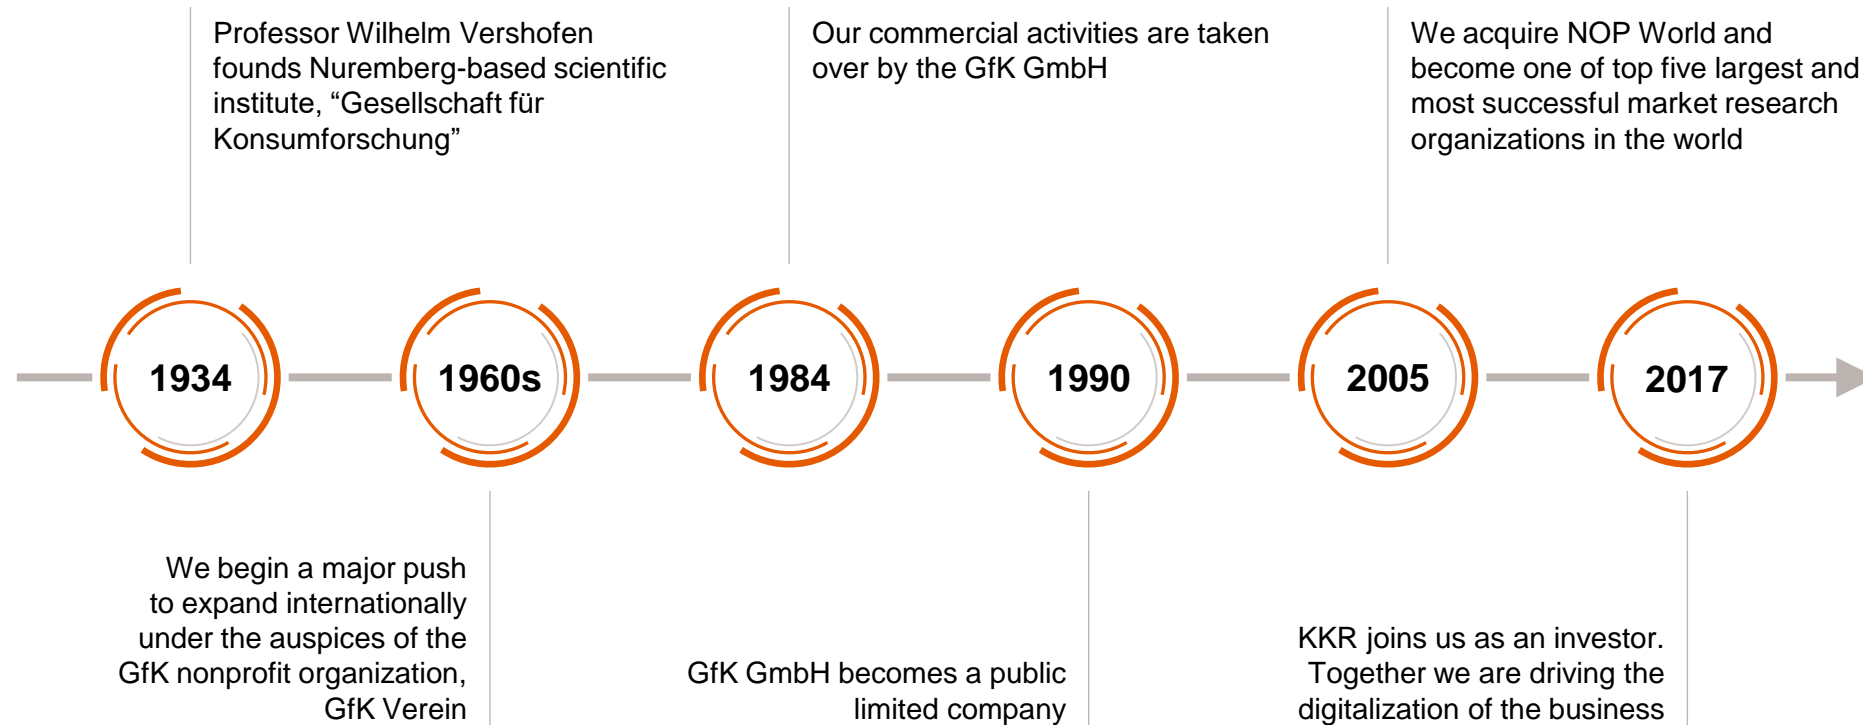 Professor Wilhelm Vershofen
founds Nuremberg-based scientific
institute, “Gesellschaft für
Konsumforschung”
Our commercial activities are taken
over by the GfK GmbH
We acquire NOP World and
become one of top five largest and
most successful market research
organizations in the world
1934
1960s
1984
1990
2005
2017
We begin a major push
to expand internationally
under the auspices of the
GfK nonprofit organization,
GfK Verein
GfK GmbH becomes a public
limited company
KKR joins us as an investor.
Together we are driving the
digitalization of the business